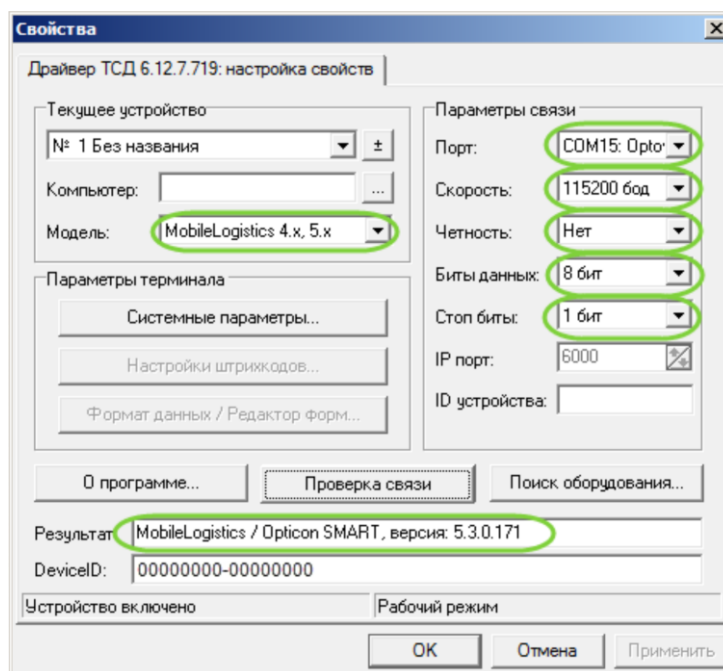 Свойства
Драйвер ТСД 6.12.7.719: настройка свойств
Текущее устройство
№ 1 Без названия
±
Компьютер:
...
Модель:
MobileLogistics 4.x, 5.x
Параметры связи
Порт:
COM15: Opto
Скорость:
115200 бод
Четность:
Нет
Биты данных:
8 бит
Стоп биты:
1 бит
IP порт:
6000
ID устройства:
Параметры терминала
Системные параметры...
Настройки штрихкодов...
Формат данных / Редактор форм...
О программе...
Проверка связи
Поиск оборудования...
Результат
MobileLogistics / Opticon SMART, версия: 5.3.0.171
DeviceID:
00000000-00000000
Устройство включено
Рабочий режим
OK
Отмена
Применить